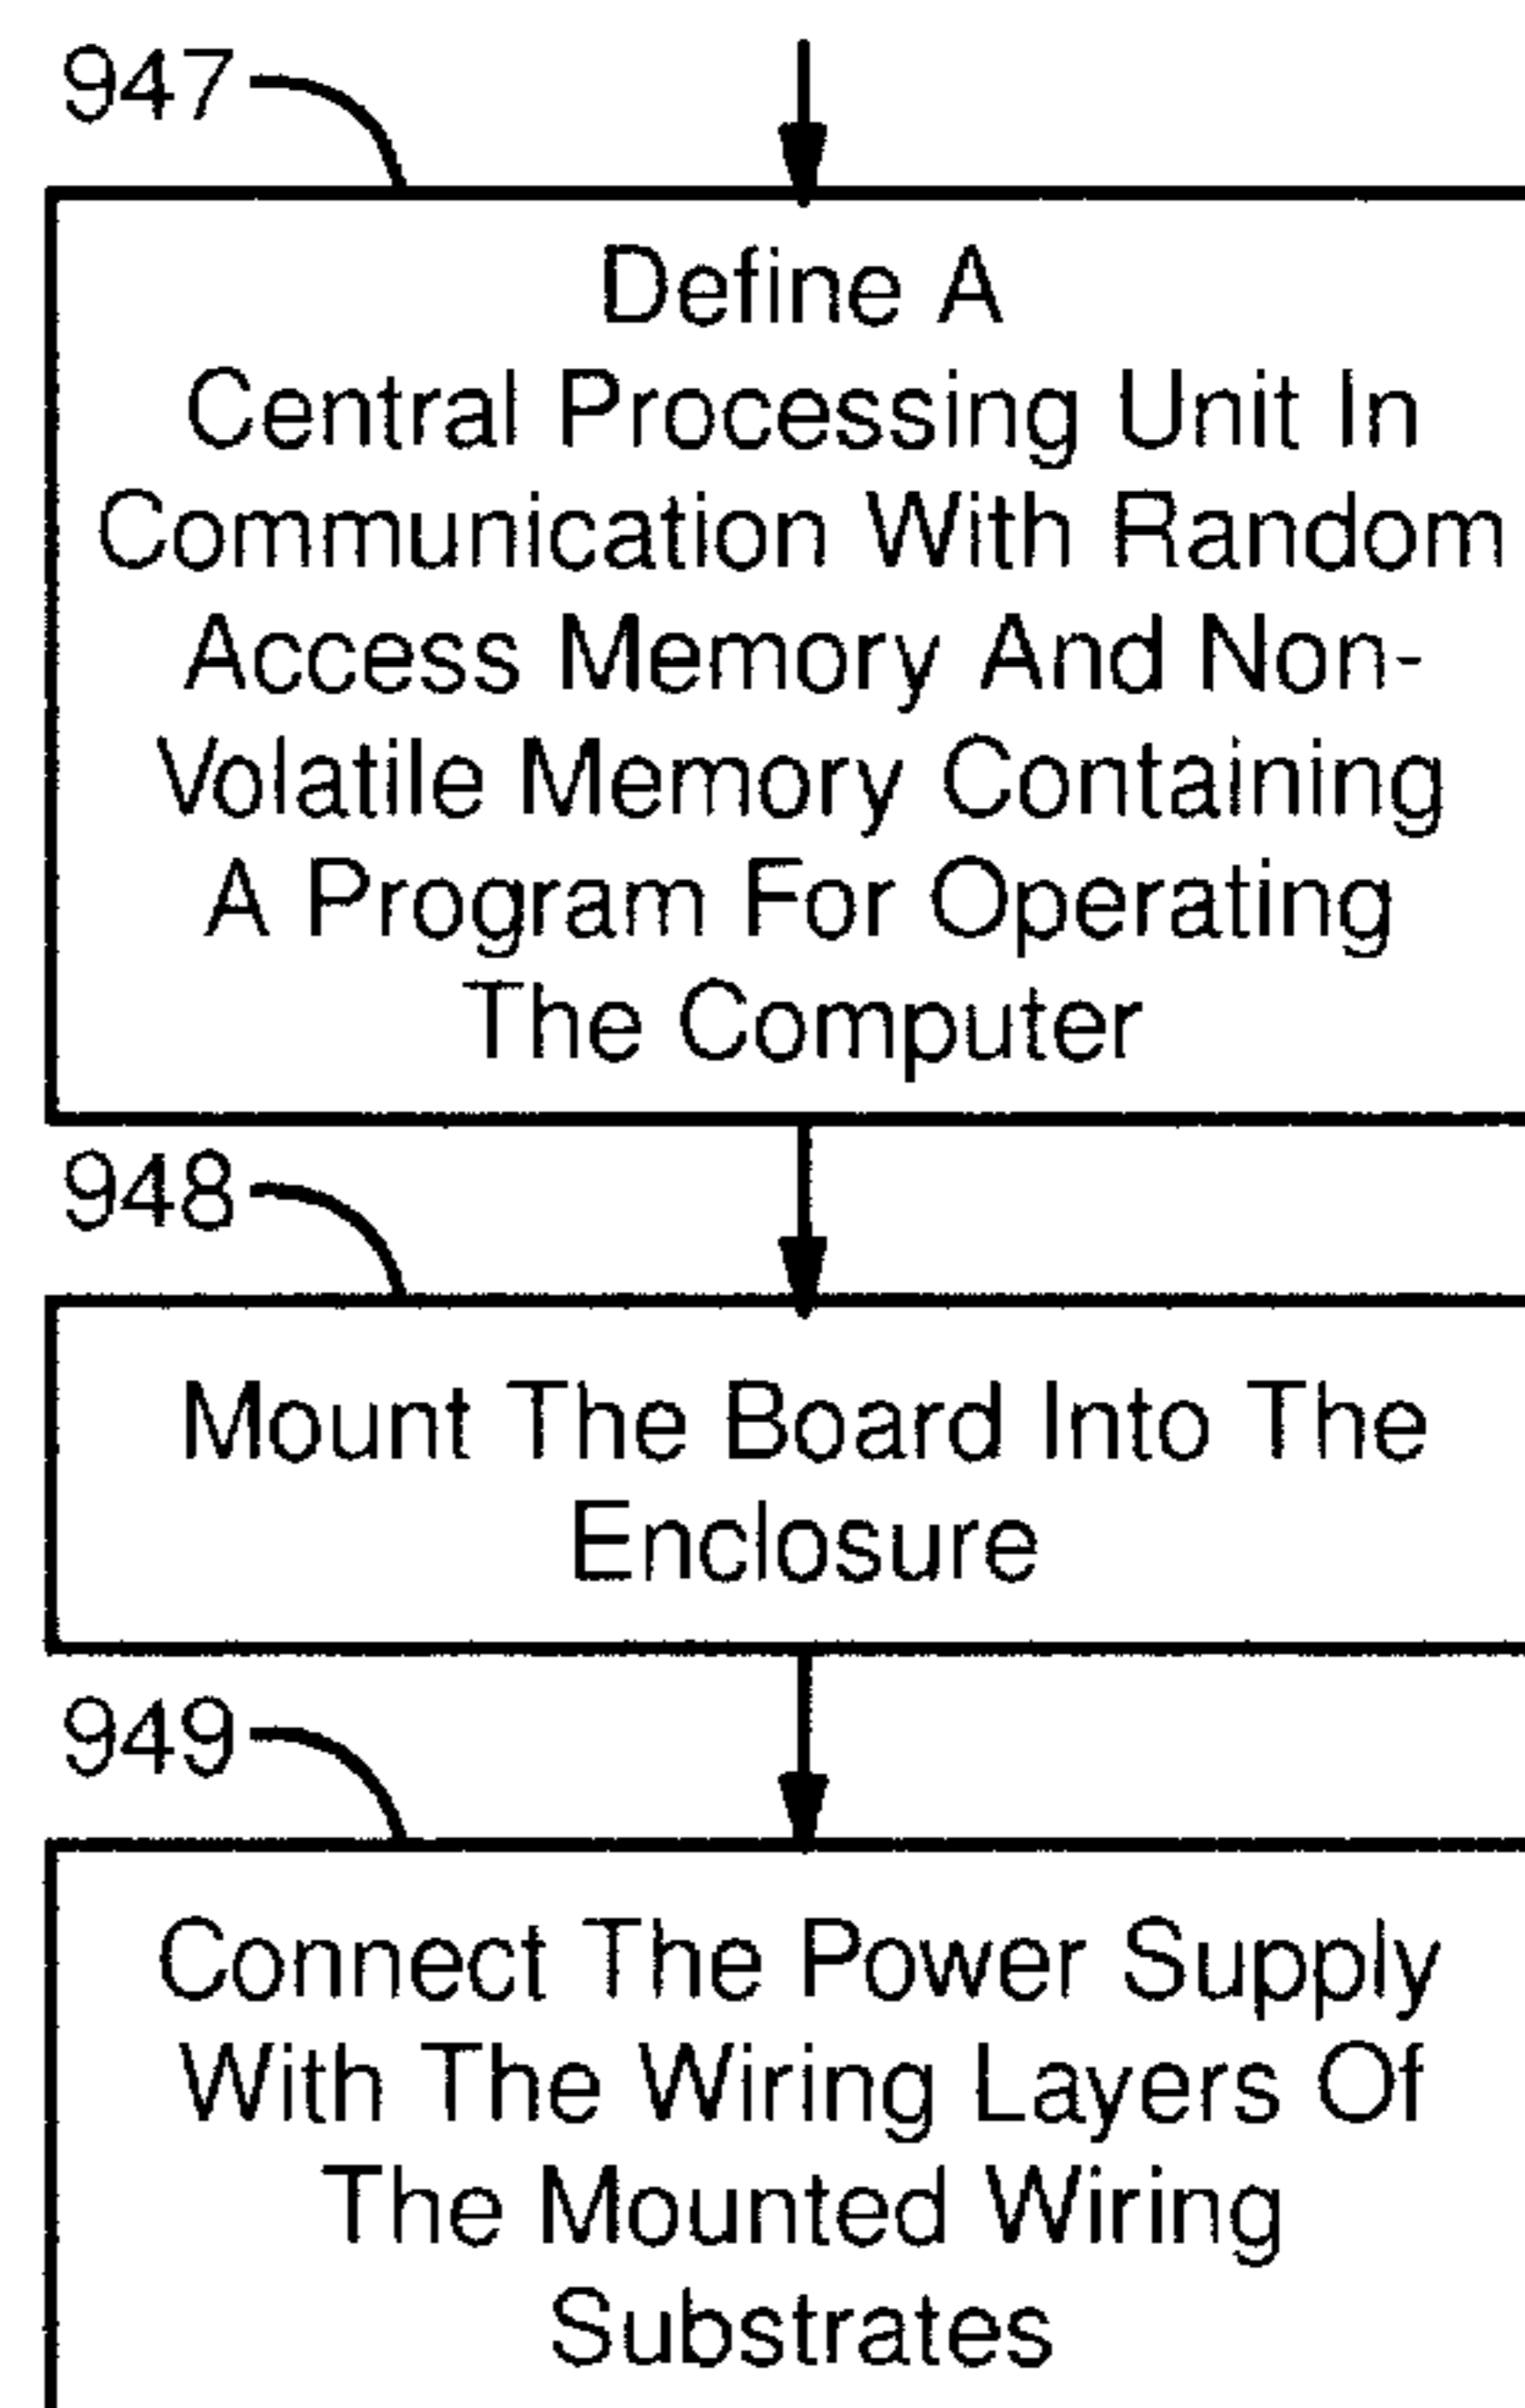 947
Define A
Central Processing Unit In
Communication With Random
Access Memory And Non-
Volatile Memory Containing
A Program For Operating
The Computer
948
Mount The Board Into The
Enclosure
949
Connect The Power Supply
With The Wiring Layers Of
The Mounted Wiring
Substrates